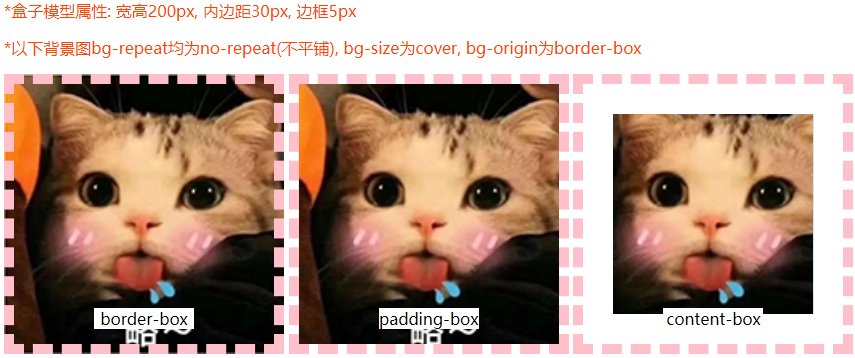 *盒子模型属性: 宽高200px, 内边距30px, 边框5px
*以下背景图bg-repeat均为no-repeat(不平铺), bg-size为cover, bg-origin为border-box
border-box
padding-box
content-box